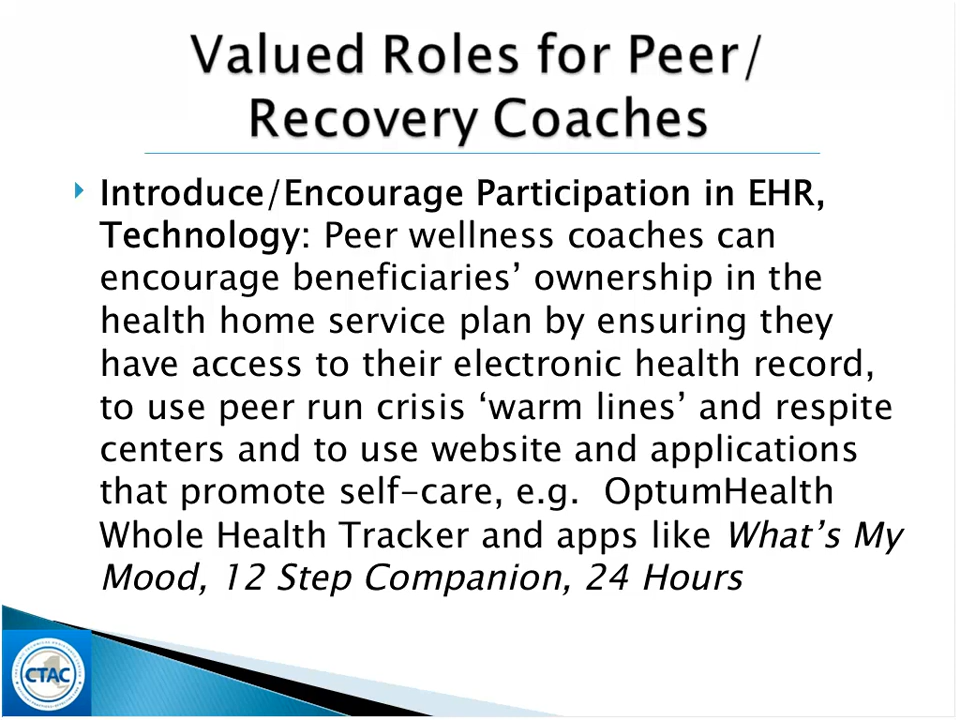 Valued Roles for Peer/
Recovery Coaches
Introduce/Encourage Participation in EHR,
Technology: Peer wellness coaches can
encourage beneficiaries’ ownership in the
health home service plan by ensuring they
have access to their electronic health record,
to use peer run crisis ‘warm lines’ and respite
centers and to use website and applications
that promote self-care, e.g. OptumHealth
Whole Health Tracker and apps like What’s My
Mood, 12 Step Companion, 24 Hours
CTAC